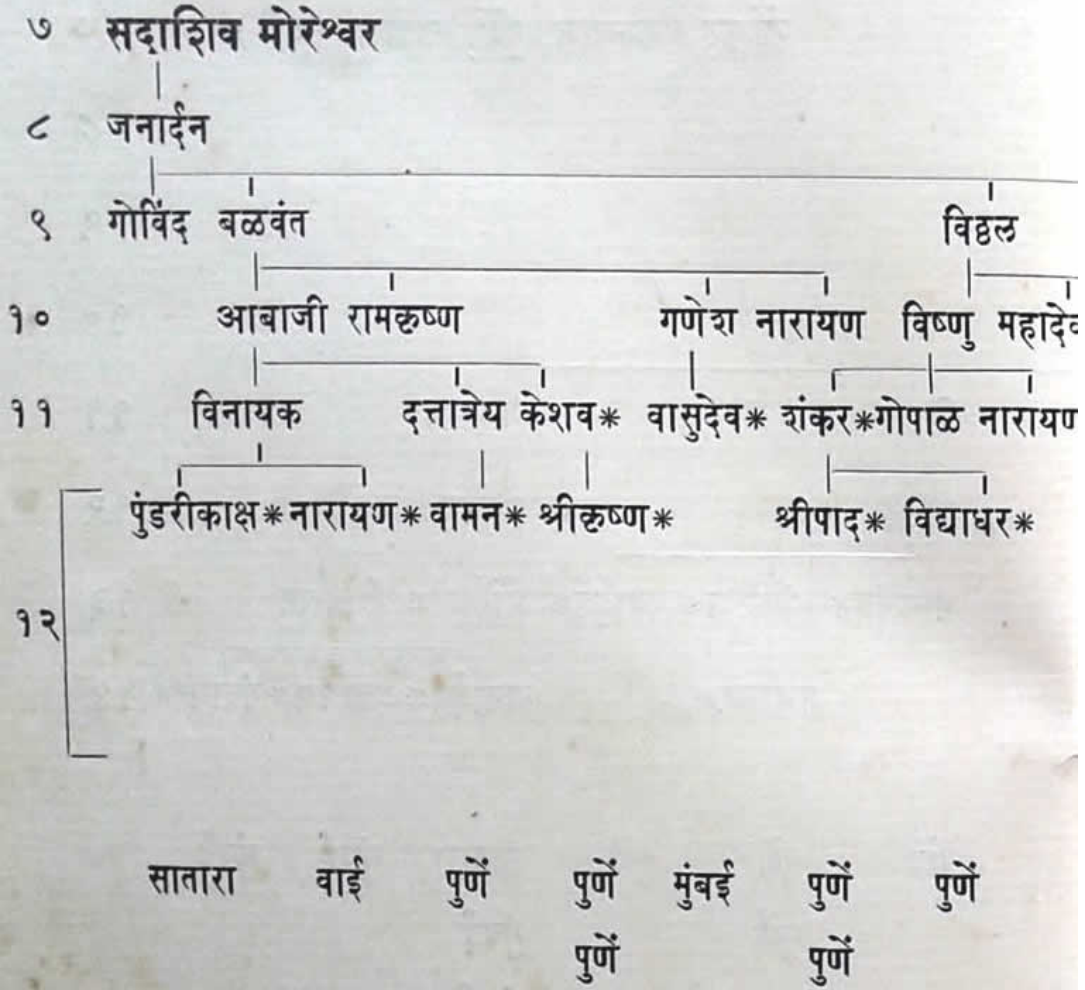 ७ सदाशिव मोरेश्वर
८ जनार्दन
९ गोविंद बळवंत विठ्ठल
१० आबाजी रामकृष्ण गणेश नारायण विष्णु महादेव
११ विनायक दत्तात्रेय केशव* वासुदेव* शंकर*गोपाळ नारायण
पुंडरीकाक्ष* नारायण* वामन* श्रीकृष्ण* श्रीपाद* विद्याधर*
१२
सातारा वाई पुणें पुणें मुंबई पुणें पुणें
पुणें पुणें